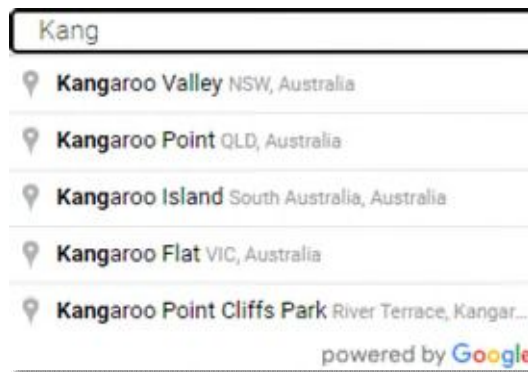 Kang
Kangaroo Valley NSW, Australia
Kangaroo Point QLD, Australia
Kangaroo Island South Australia, Australia
Kangaroo Flat VIC, Australia
Kangaroo Point Cliffs Park River Terrace, Kangar...
powered by Google